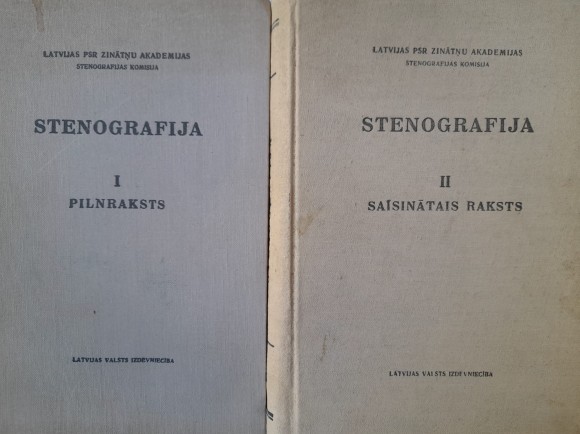 LATVIJAS PSR ZINĀTŅU AKADEMIJAS
STENOGRAFIJAS KOMISIJA
STENOGRAFIJA
I
PILNRAKSTS
LATVIJAS VALSTS IZDEVNIECĪBA
LATVIJAS PSR ZINĀTŅU AKADEMIJAS
STENOGRAFIJAS KOMISIJA
STENOGRAFIJA
II
SAĪSINĀTAIS RAKSTS
LATVIJAS VALSTS IZDEVNIECĪBA